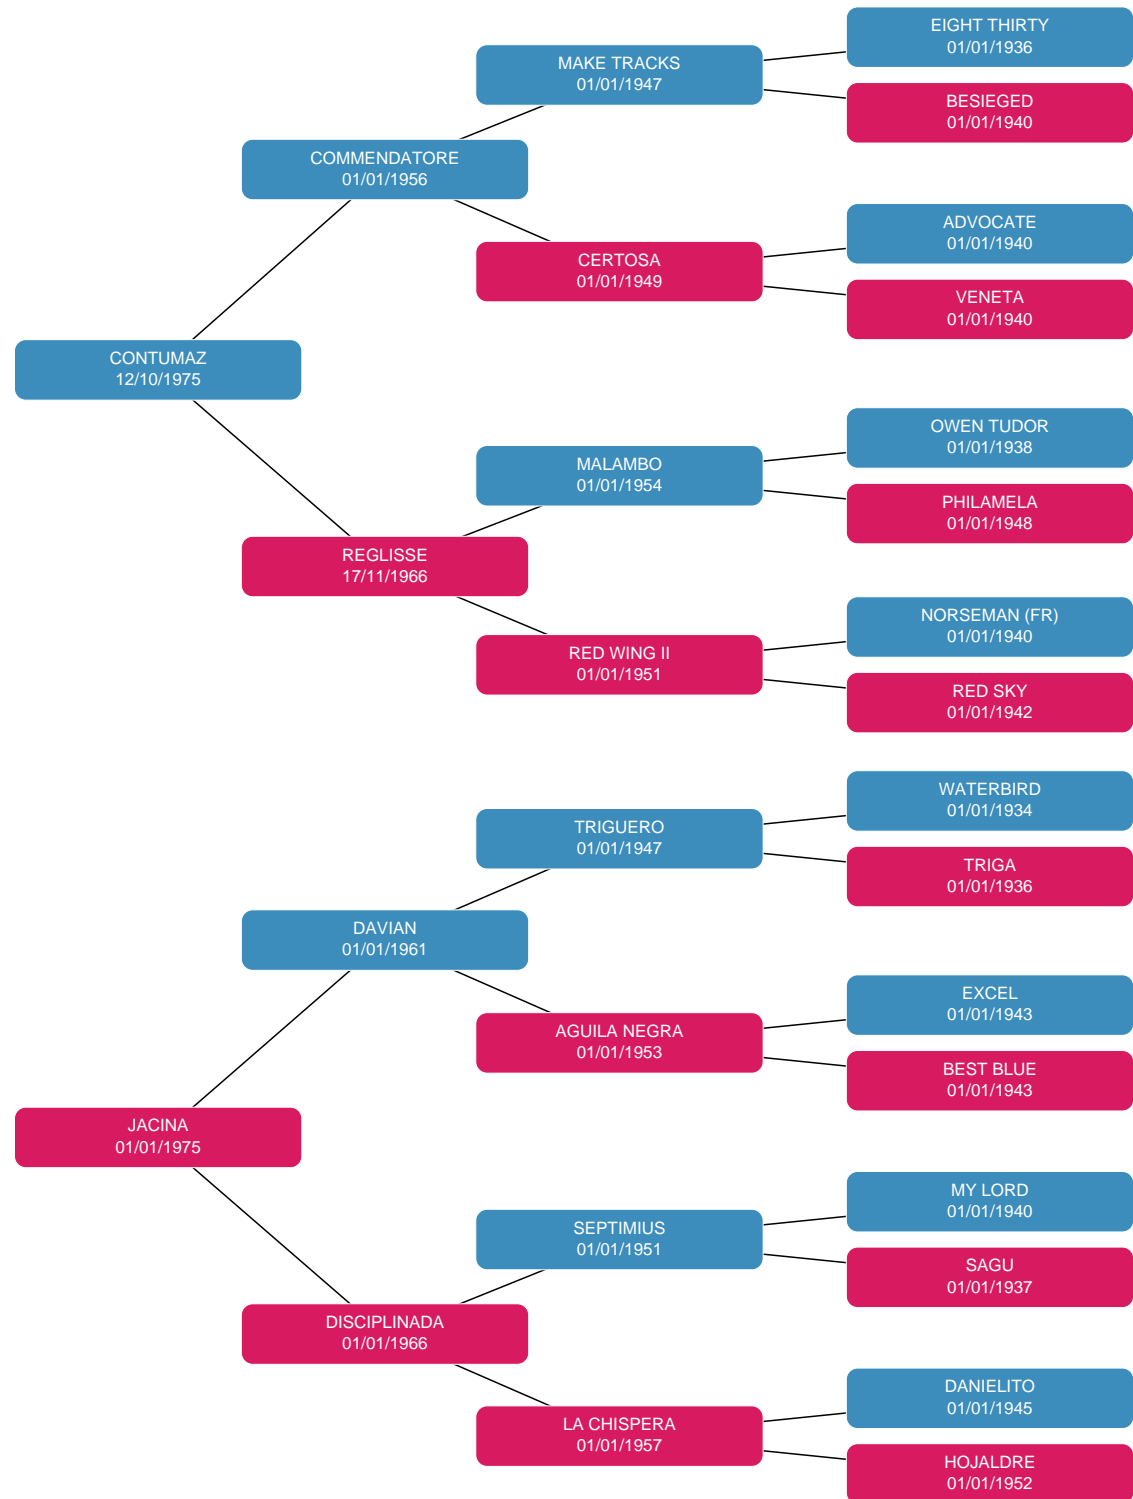 EIGHT THIRTY
01/01/1936
MAKE TRACKS
01/01/1947
BESIEGED
01/01/1940
COMMENDATORE
01/01/1956
ADVOCATE
01/01/1940
CERTOSA
01/01/1949
VENETA
01/01/1940
CONTUMAZ
12/10/1975
OWEN TUDOR
01/01/1938
MALAMBO
01/01/1954
PHILAMELA
01/01/1948
REGLISSE
17/11/1966
NORSEMAN (FR)
01/01/1940
RED WING II
01/01/1951
RED SKY
01/01/1942
WATERBIRD
01/01/1934
TRIGUERO
01/01/1947
TRIGA
01/01/1936
DAVIAN
01/01/1961
EXCEL
01/01/1943
AGUILA NEGRA
01/01/1953
BEST BLUE
01/01/1943
JACINA
01/01/1975
MY LORD
01/01/1940
SEPTIMIUS
01/01/1951
SAGU
01/01/1937
DISCIPLINADA
01/01/1966
DANIELITO
01/01/1945
LA CHISPERA
01/01/1957
HOJALDRE
01/01/1952